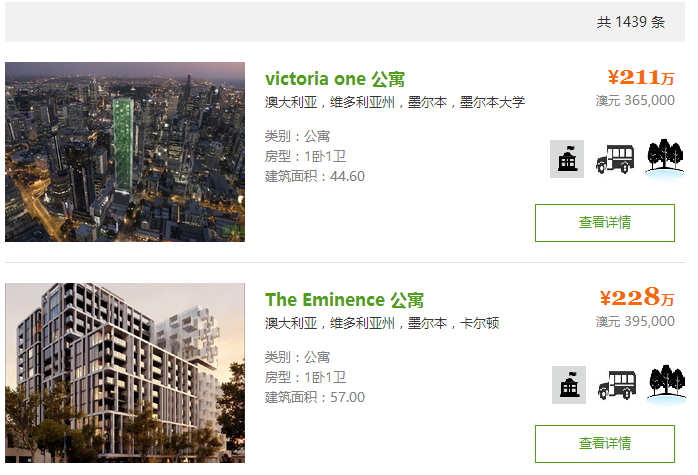 共 1439 条
victoria one 公寓
¥211万
澳大利亚，维多利亚州，墨尔本，墨尔本大学
澳元 365,000
类别：公寓
房型：1卧1卫
建筑面积：44.60
查看详情
The Eminence 公寓
¥228万
澳大利亚，维多利亚州，墨尔本，卡尔顿
澳元 395,000
类别：公寓
房型：1卧1卫
建筑面积：57.00
查看详情